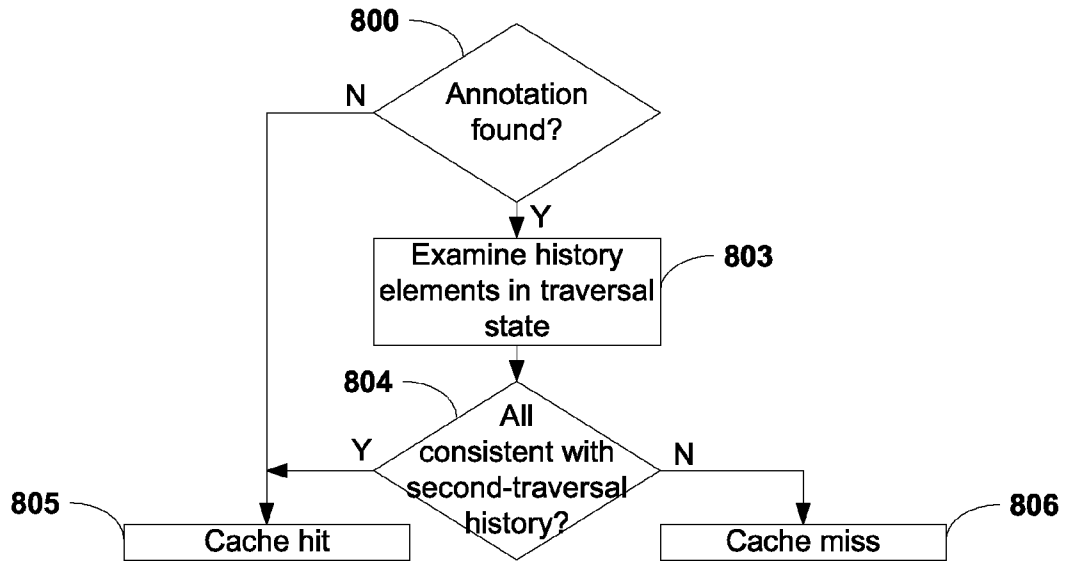 800
Annotation
found?
N
Y
Examine history
elements in traversal
state
803
804
All
consistent with
second-traversal
history?
Y
N
805
Cache hit
Cache miss
806